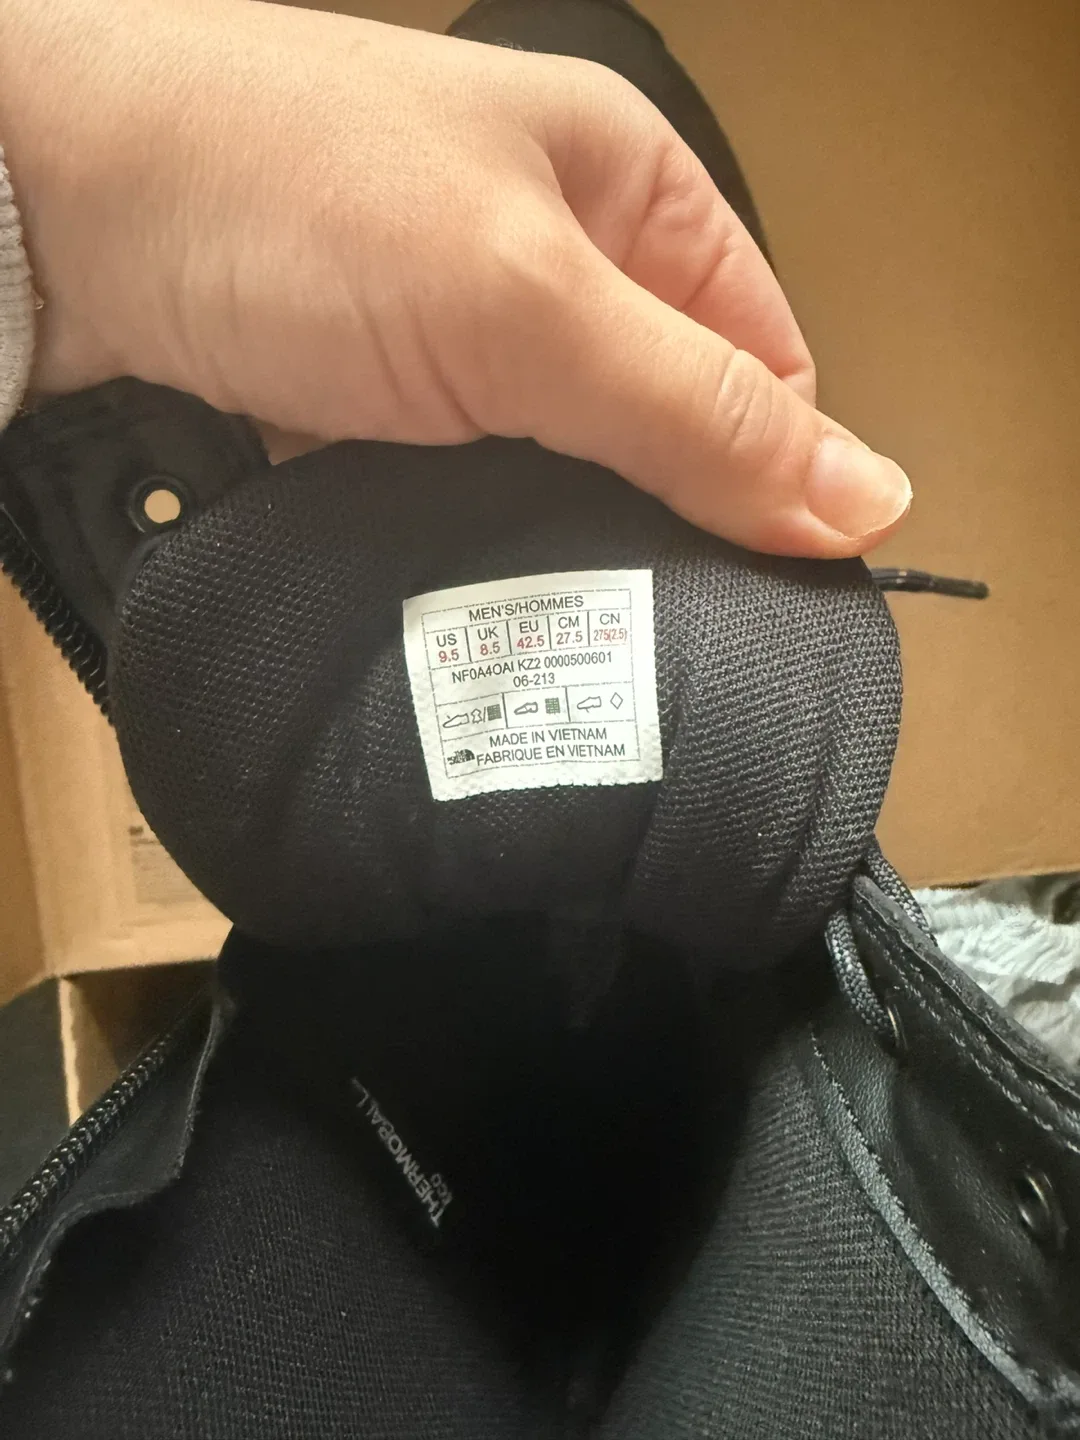 MEN'S/HOMMES
US UK EU CM CN
9.5 8.5 42.5 27.5 275(2.5)
NF0A4OAI KZ2 0000500601
06-213
MADE IN VIETNAM
FABRIQUE EN VIETNAM
THERMOBALL
ECO